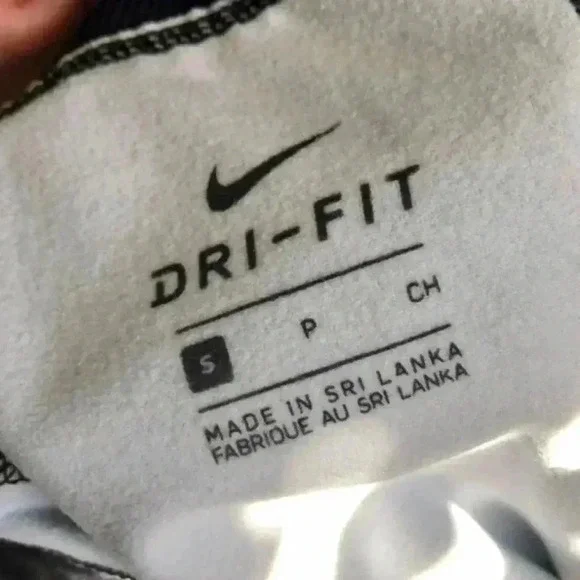 DRI-FIT
S P CH
MADE IN SRI LANKA
FABRIQUE AU SRI LANKA